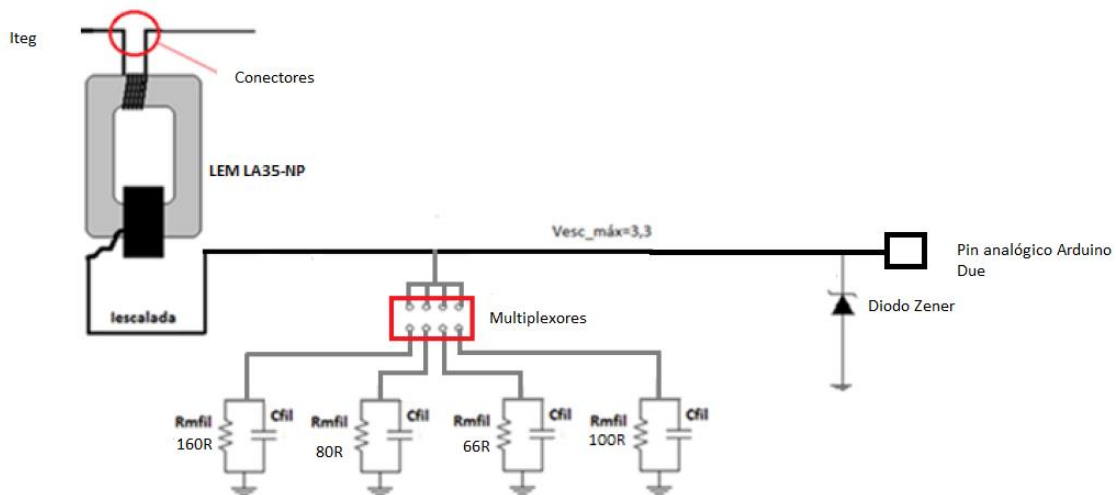 Iteg
Conectores
LEM LA35-NP
Vesc_máx=3,3
Pin analógico Arduino
Due
Iescalada
Multiplexores
Diodo Zener
Rmfil
160R
Cfil
Rmfil
80R
Cfil
Rmfil
66R
Cfil
Rmfil
100R
Cfil